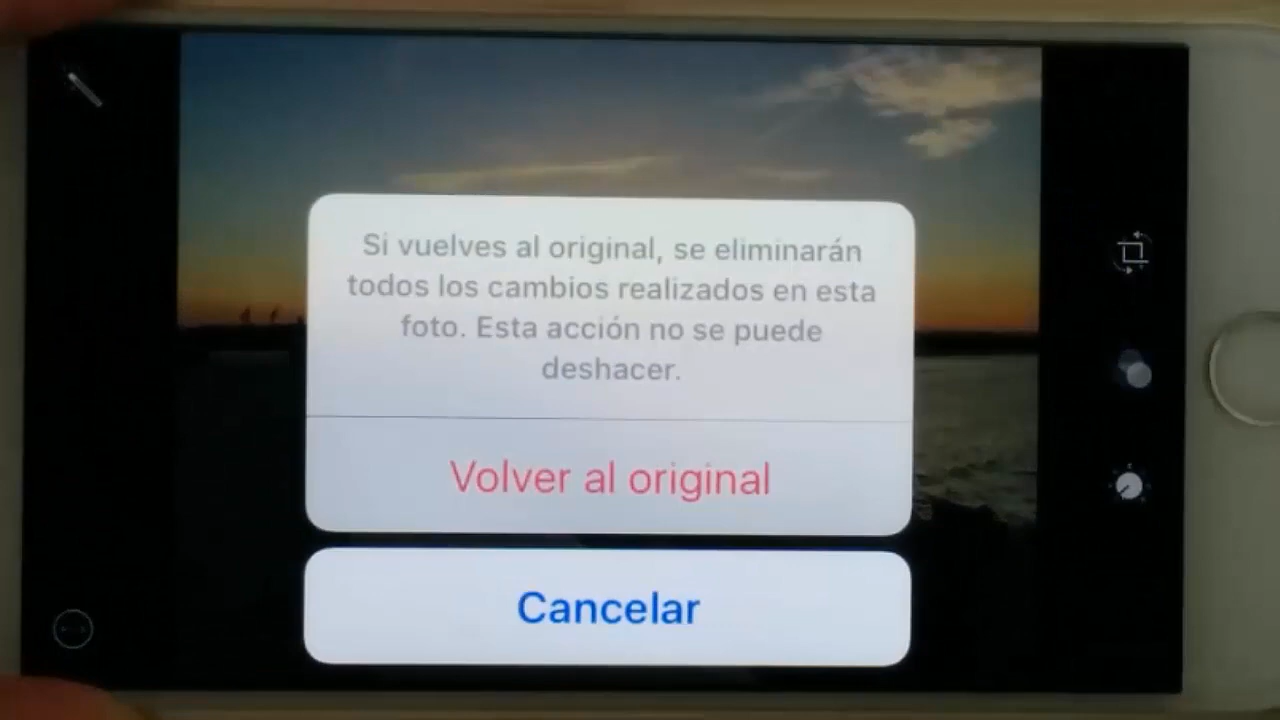 Si vuelves al original, se eliminarán
todos los cambios realizados en esta
foto. Esta acción no se puede
deshacer.
Volver al original
Cancelar